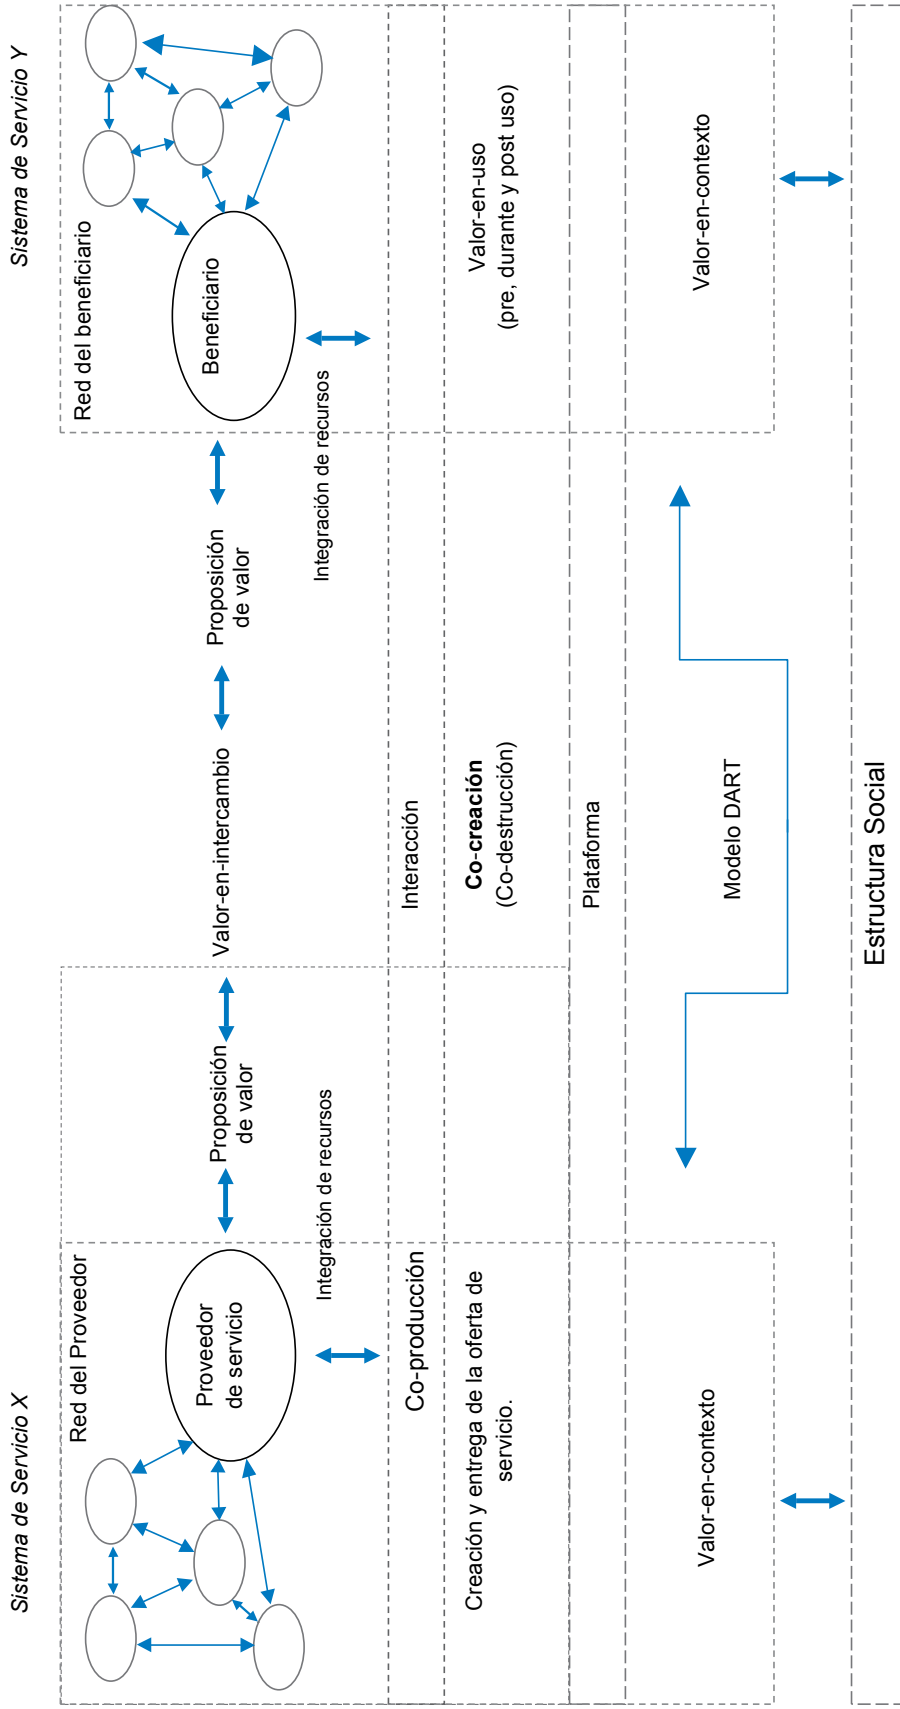 Sistema de Servicio X
Sistema de Servicio Y
Red del Proveedor
Red del beneficiario
Proveedor
de servicio
Proposición
de valor
Valor-en-intercambio
Proposición
de valor
Beneficiario
Integración de recursos
Integración de recursos
Co-producción
Interacción
Creación y entrega de la oferta de
servicio.
Co-creación
(Co-destrucción)
Valor-en-uso
(pre, durante y post uso)
Plataforma
Valor-en-contexto
Modelo DART
Valor-en-contexto
Estructura Social